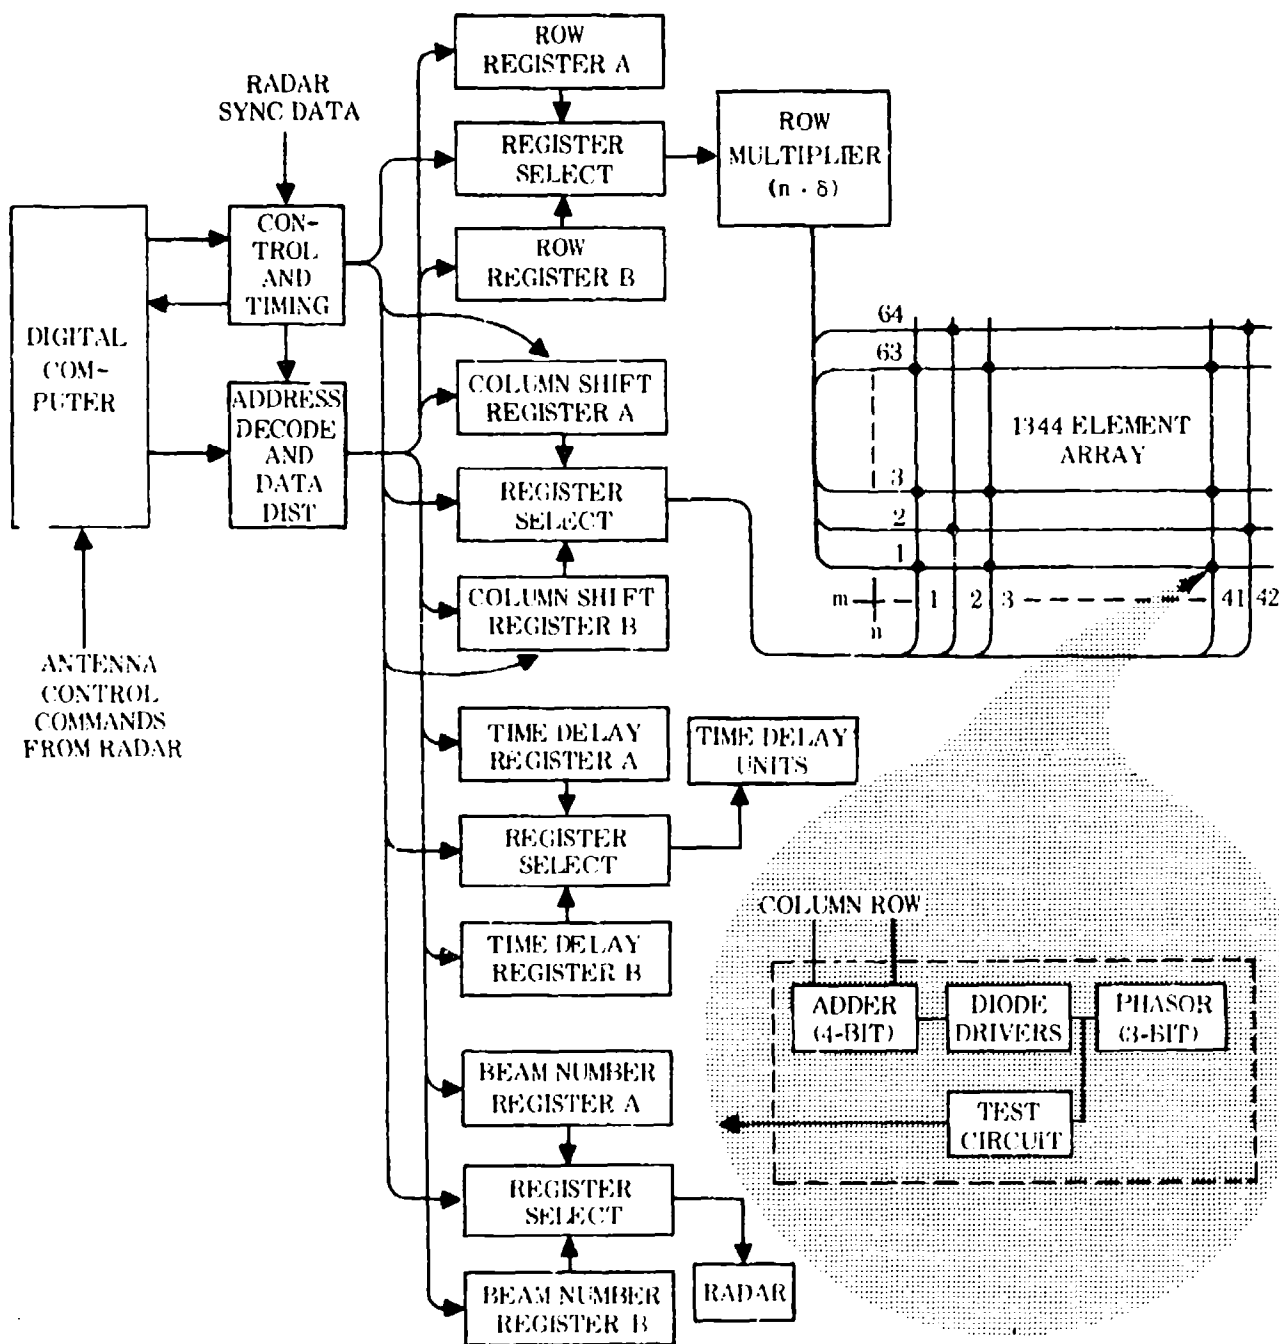 RADAR
SYNC DATA
DIGITAL
COM-
PUTER
CON-
TROL
AND
TIMING
ADDRESS
DECODE
AND
DATA
DIST
ANTENNA
CONTROL
COMMANDS
FROM RADAR
ROW
REGISTER A
REGISTER
SELECT
ROW
REGISTER B
ROW
MULTIPLIER
(n · δ)
COLUMN SHIFT
REGISTER A
REGISTER
SELECT
COLUMN SHIFT
REGISTER B
64
63
3
2
1
1344 ELEMENT
ARRAY
m 1 2 3 41 42
n
TIME DELAY
REGISTER A
REGISTER
SELECT
TIME DELAY
REGISTER B
TIME DELAY
UNITS
BEAM NUMBER
REGISTER A
REGISTER
SELECT
BEAM NUMBER
REGISTER B
RADAR
COLUMN ROW
ADDER
(4-BIT)
DIODE
DRIVERS
PHASOR
(3-BIT)
TEST
CIRCUIT